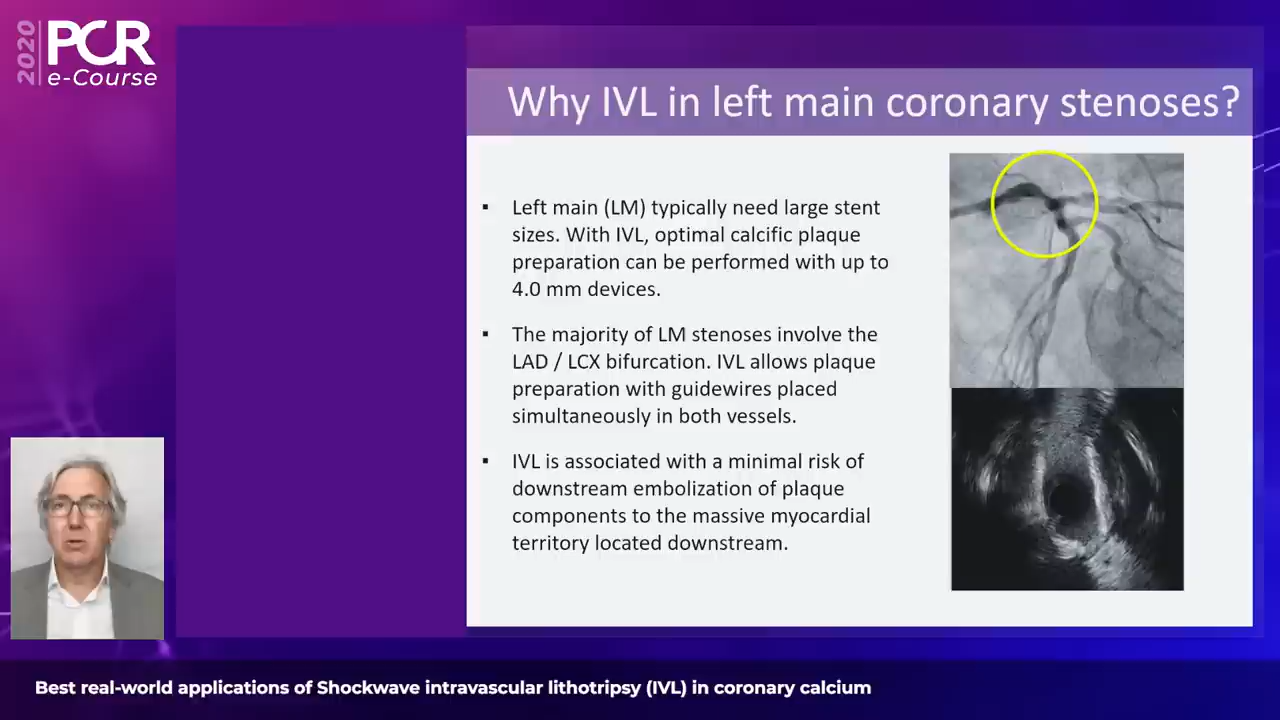 2020
PCR
e-Course
Why IVL in left main coronary stenoses?
▪ Left main (LM) typically need large stent
sizes. With IVL, optimal calcific plaque
preparation can be performed with up to
4.0 mm devices.
▪ The majority of LM stenoses involve the
LAD / LCX bifurcation. IVL allows plaque
preparation with guidewires placed
simultaneously in both vessels.
▪ IVL is associated with a minimal risk of
downstream embolization of plaque
components to the massive myocardial
territory located downstream.
Best real-world applications of Shockwave intravascular lithotripsy (IVL) in coronary calcium